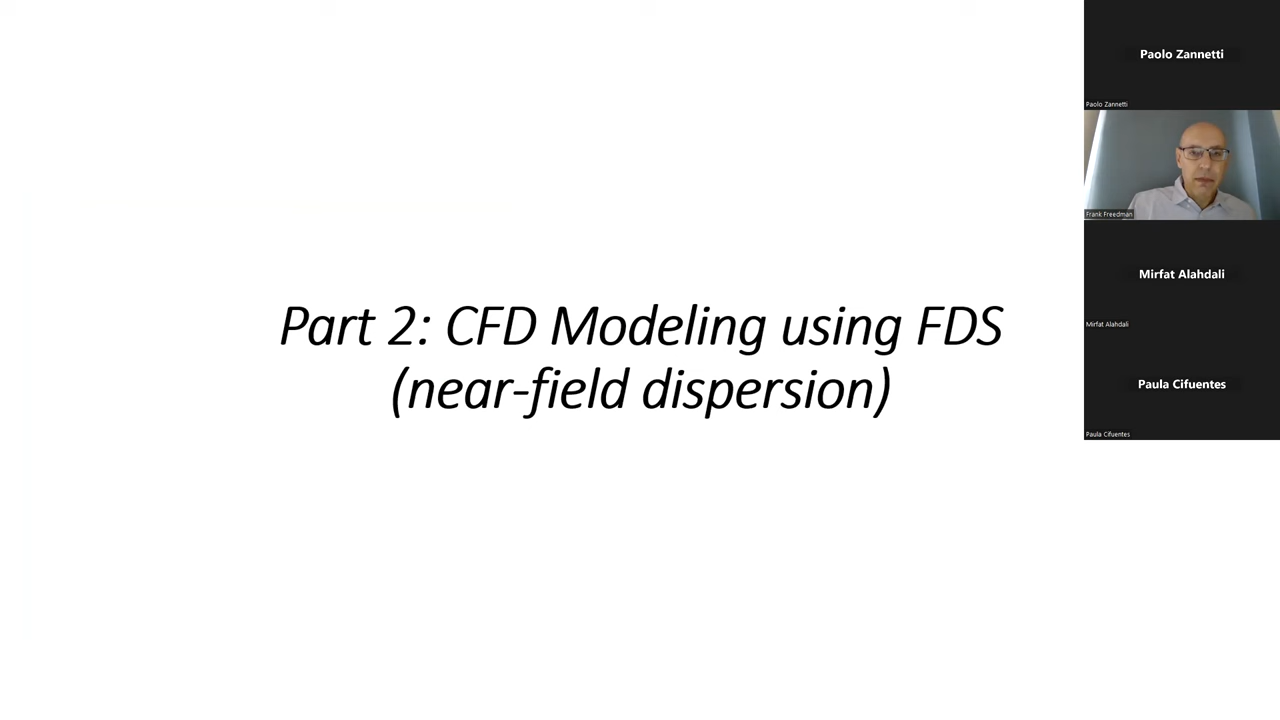 Part 2: CFD Modeling using FDS
(near-field dispersion)
Paolo Zannetti
Paolo Zannetti
Frank Freedman
Mirfat Alahdali
Mirfat Alahdali
Paula Cifuentes
Paula Cifuentes